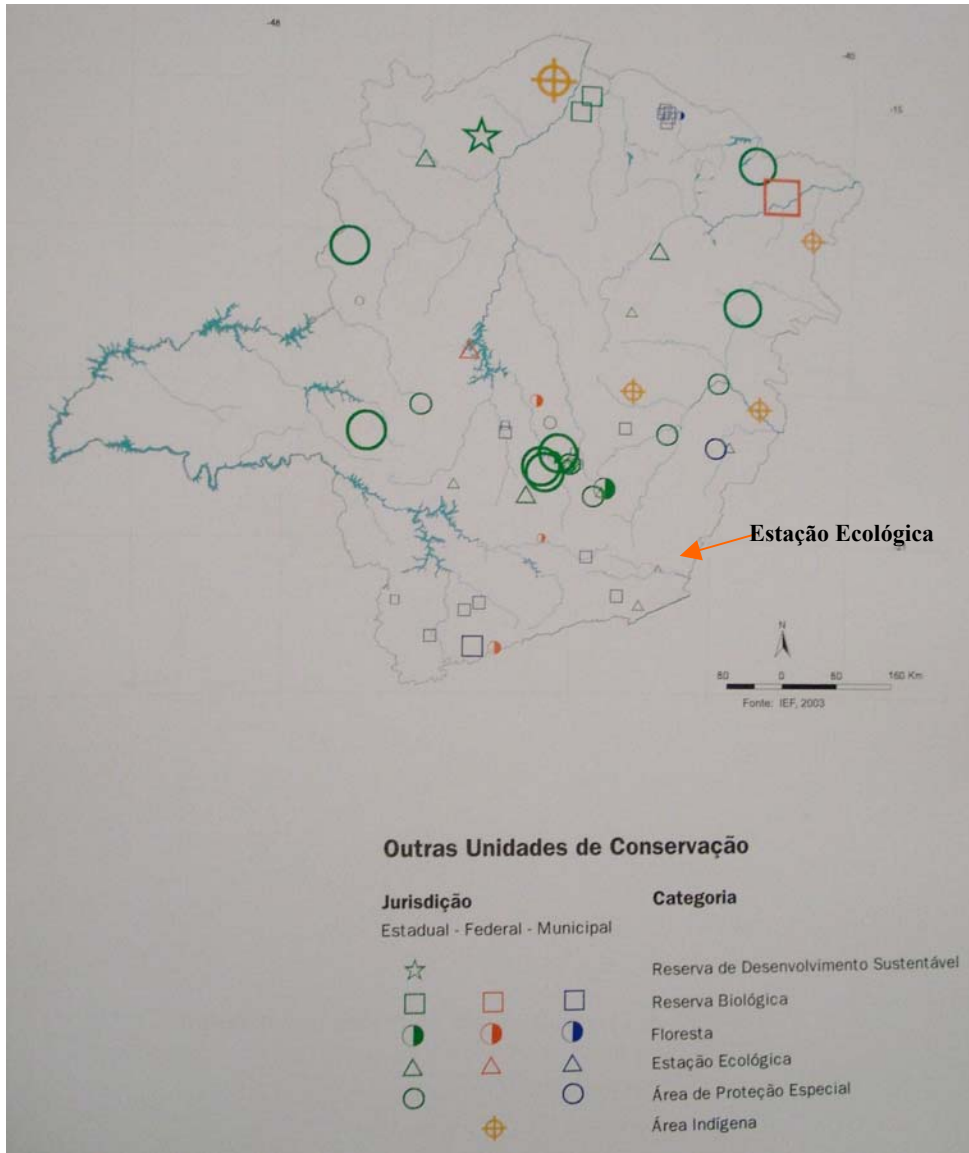 -48
-40
-15
Estação Ecológica
N
80 0 80 160 Km
Fonte: IEF, 2003
Outras Unidades de Conservação
Jurisdição
Categoria
Estadual - Federal - Municipal
Reserva de Desenvolvimento Sustentável
Reserva Biológica
Floresta
Estação Ecológica
Área de Proteção Especial
Área Indígena